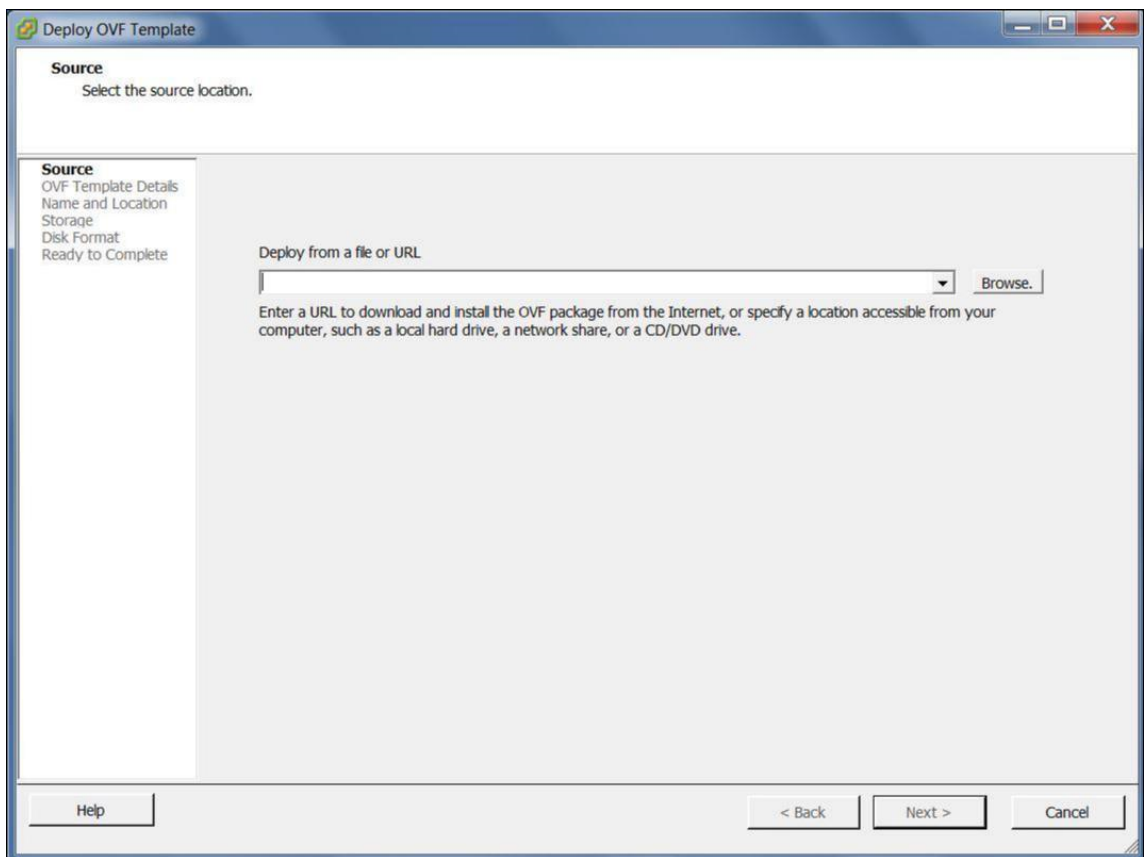 Deploy OVF Template
Source
Select the source location.
Source
OVF Template Details
Name and Location
Storage
Disk Format
Ready to Complete
Deploy from a file or URL
Browse.
Enter a URL to download and install the OVF package from the Internet, or specify a location accessible from your
computer, such as a local hard drive, a network share, or a CD/DVD drive.
Help
< Back
Next >
Cancel